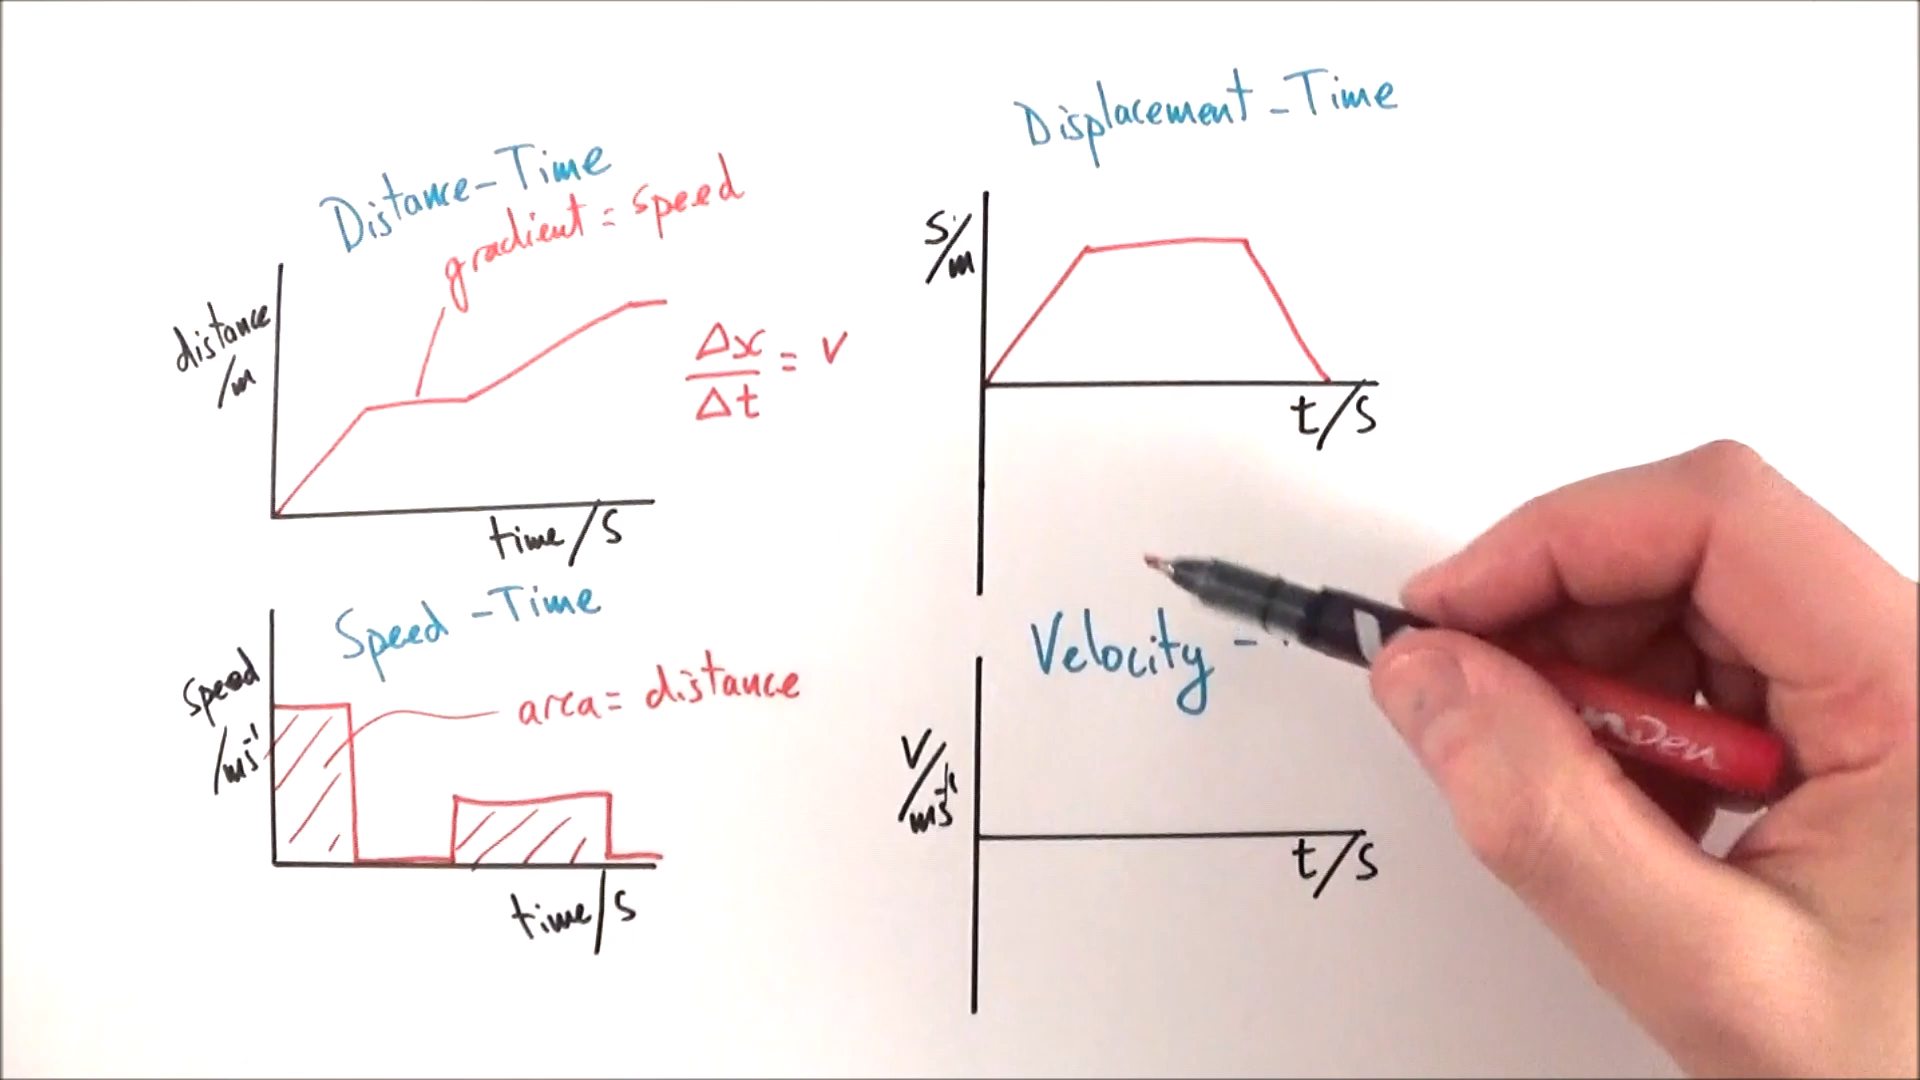 Distance-Time
gradient = speed
distance
/m
Δx
Δt
= v
time/s
Speed-Time
speed
/ms⁻¹
area = distance
time/s
Displacement-Time
s/m
t/s
Velocity -
v/ms⁻¹
t/s